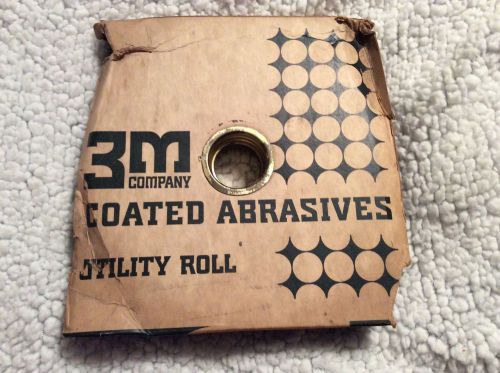 3M
COMPANY
COATED ABRASIVES
UTILITY ROLL